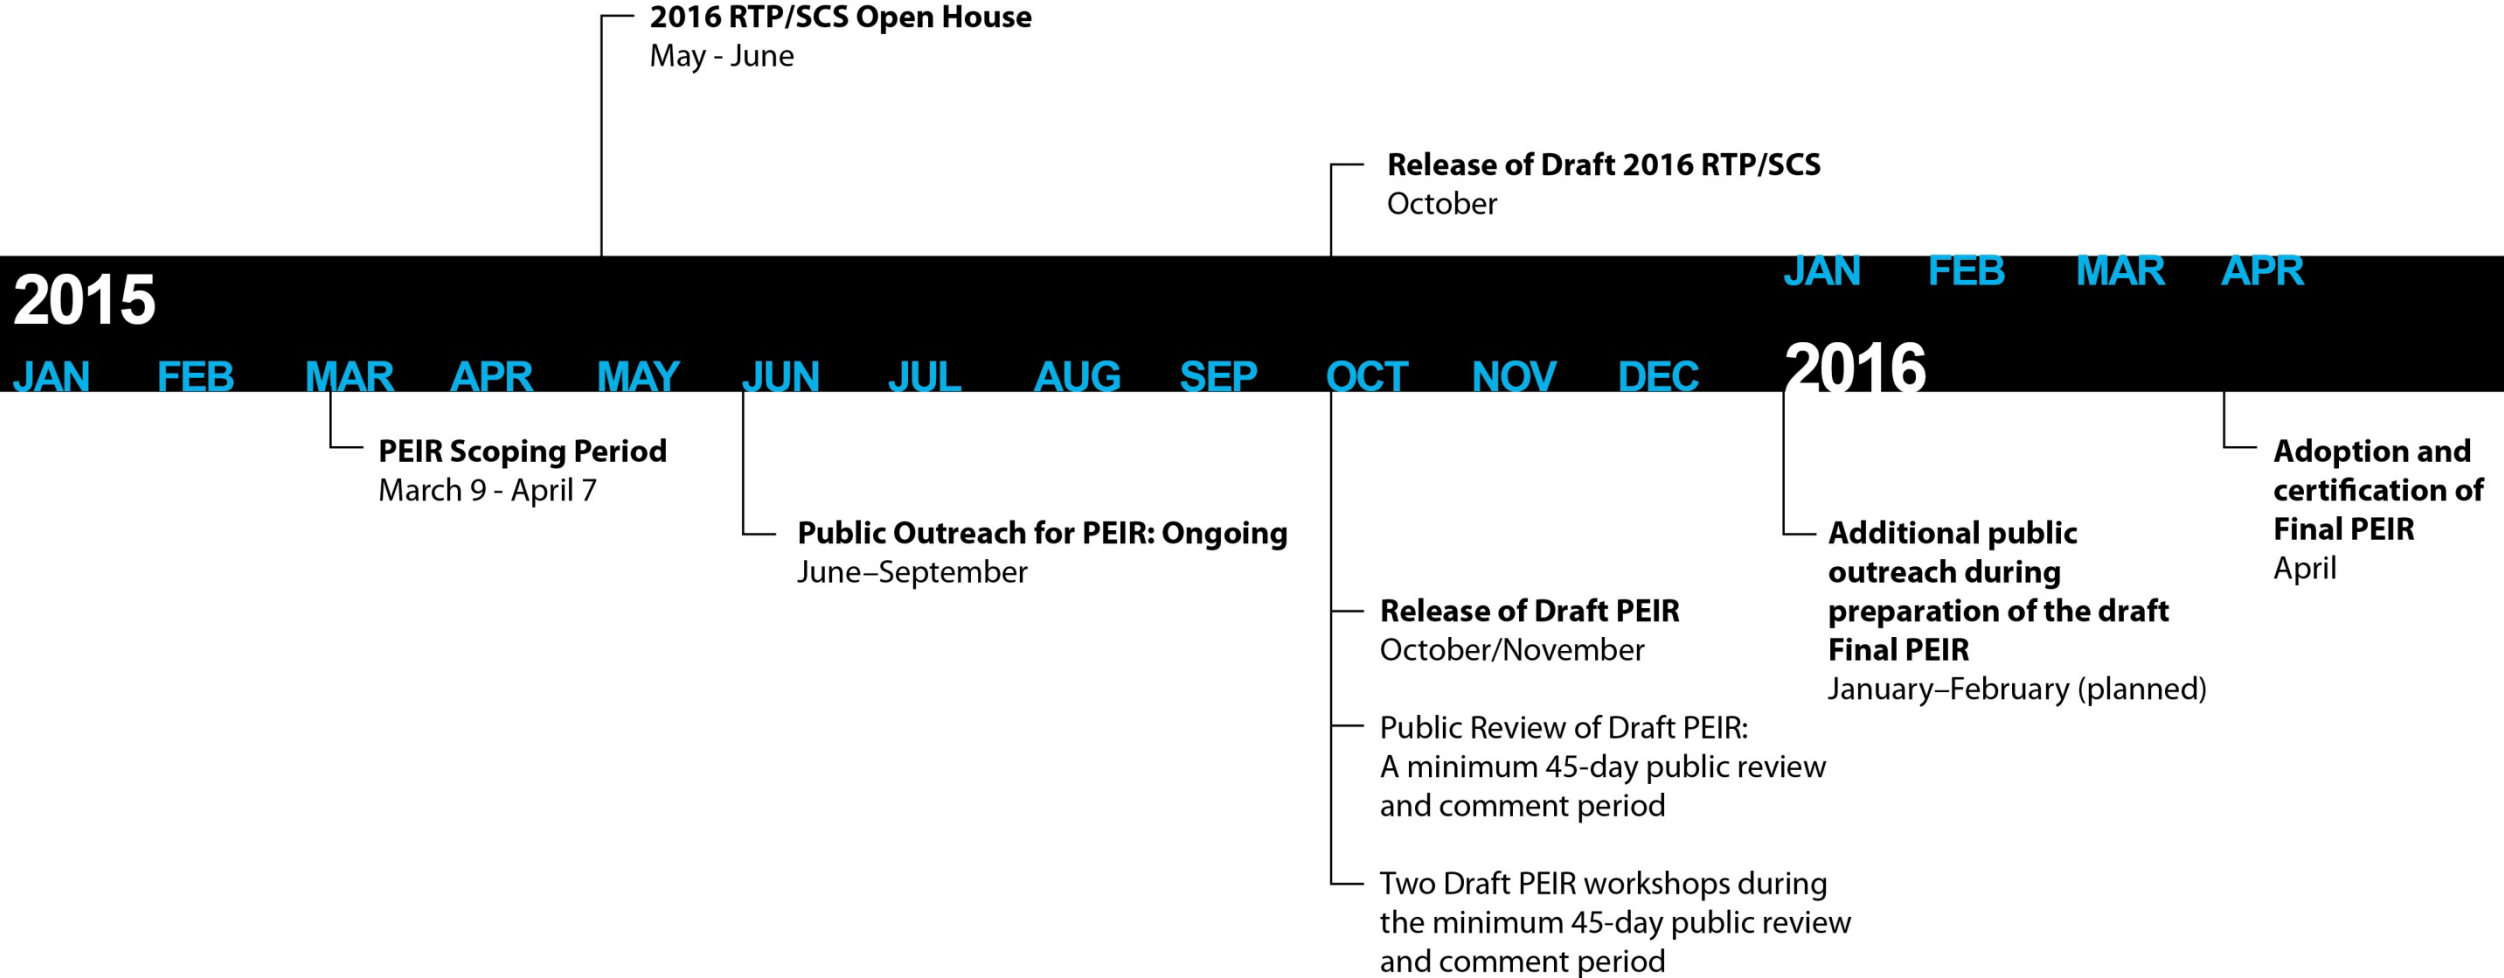 2016 RTP/SCS Open House
May - June
Release of Draft 2016 RTP/SCS
October
2015
JAN FEB MAR APR MAY JUN JUL AUG SEP OCT NOV DEC
JAN FEB MAR APR
2016
PEIR Scoping Period
March 9 - April 7
Public Outreach for PEIR: Ongoing
June–September
Release of Draft PEIR
October/November
Public Review of Draft PEIR:
A minimum 45-day public review
and comment period
Two Draft PEIR workshops during
the minimum 45-day public review
and comment period
Additional public
outreach during
preparation of the draft
Final PEIR
January–February (planned)
Adoption and
certification of
Final PEIR
April